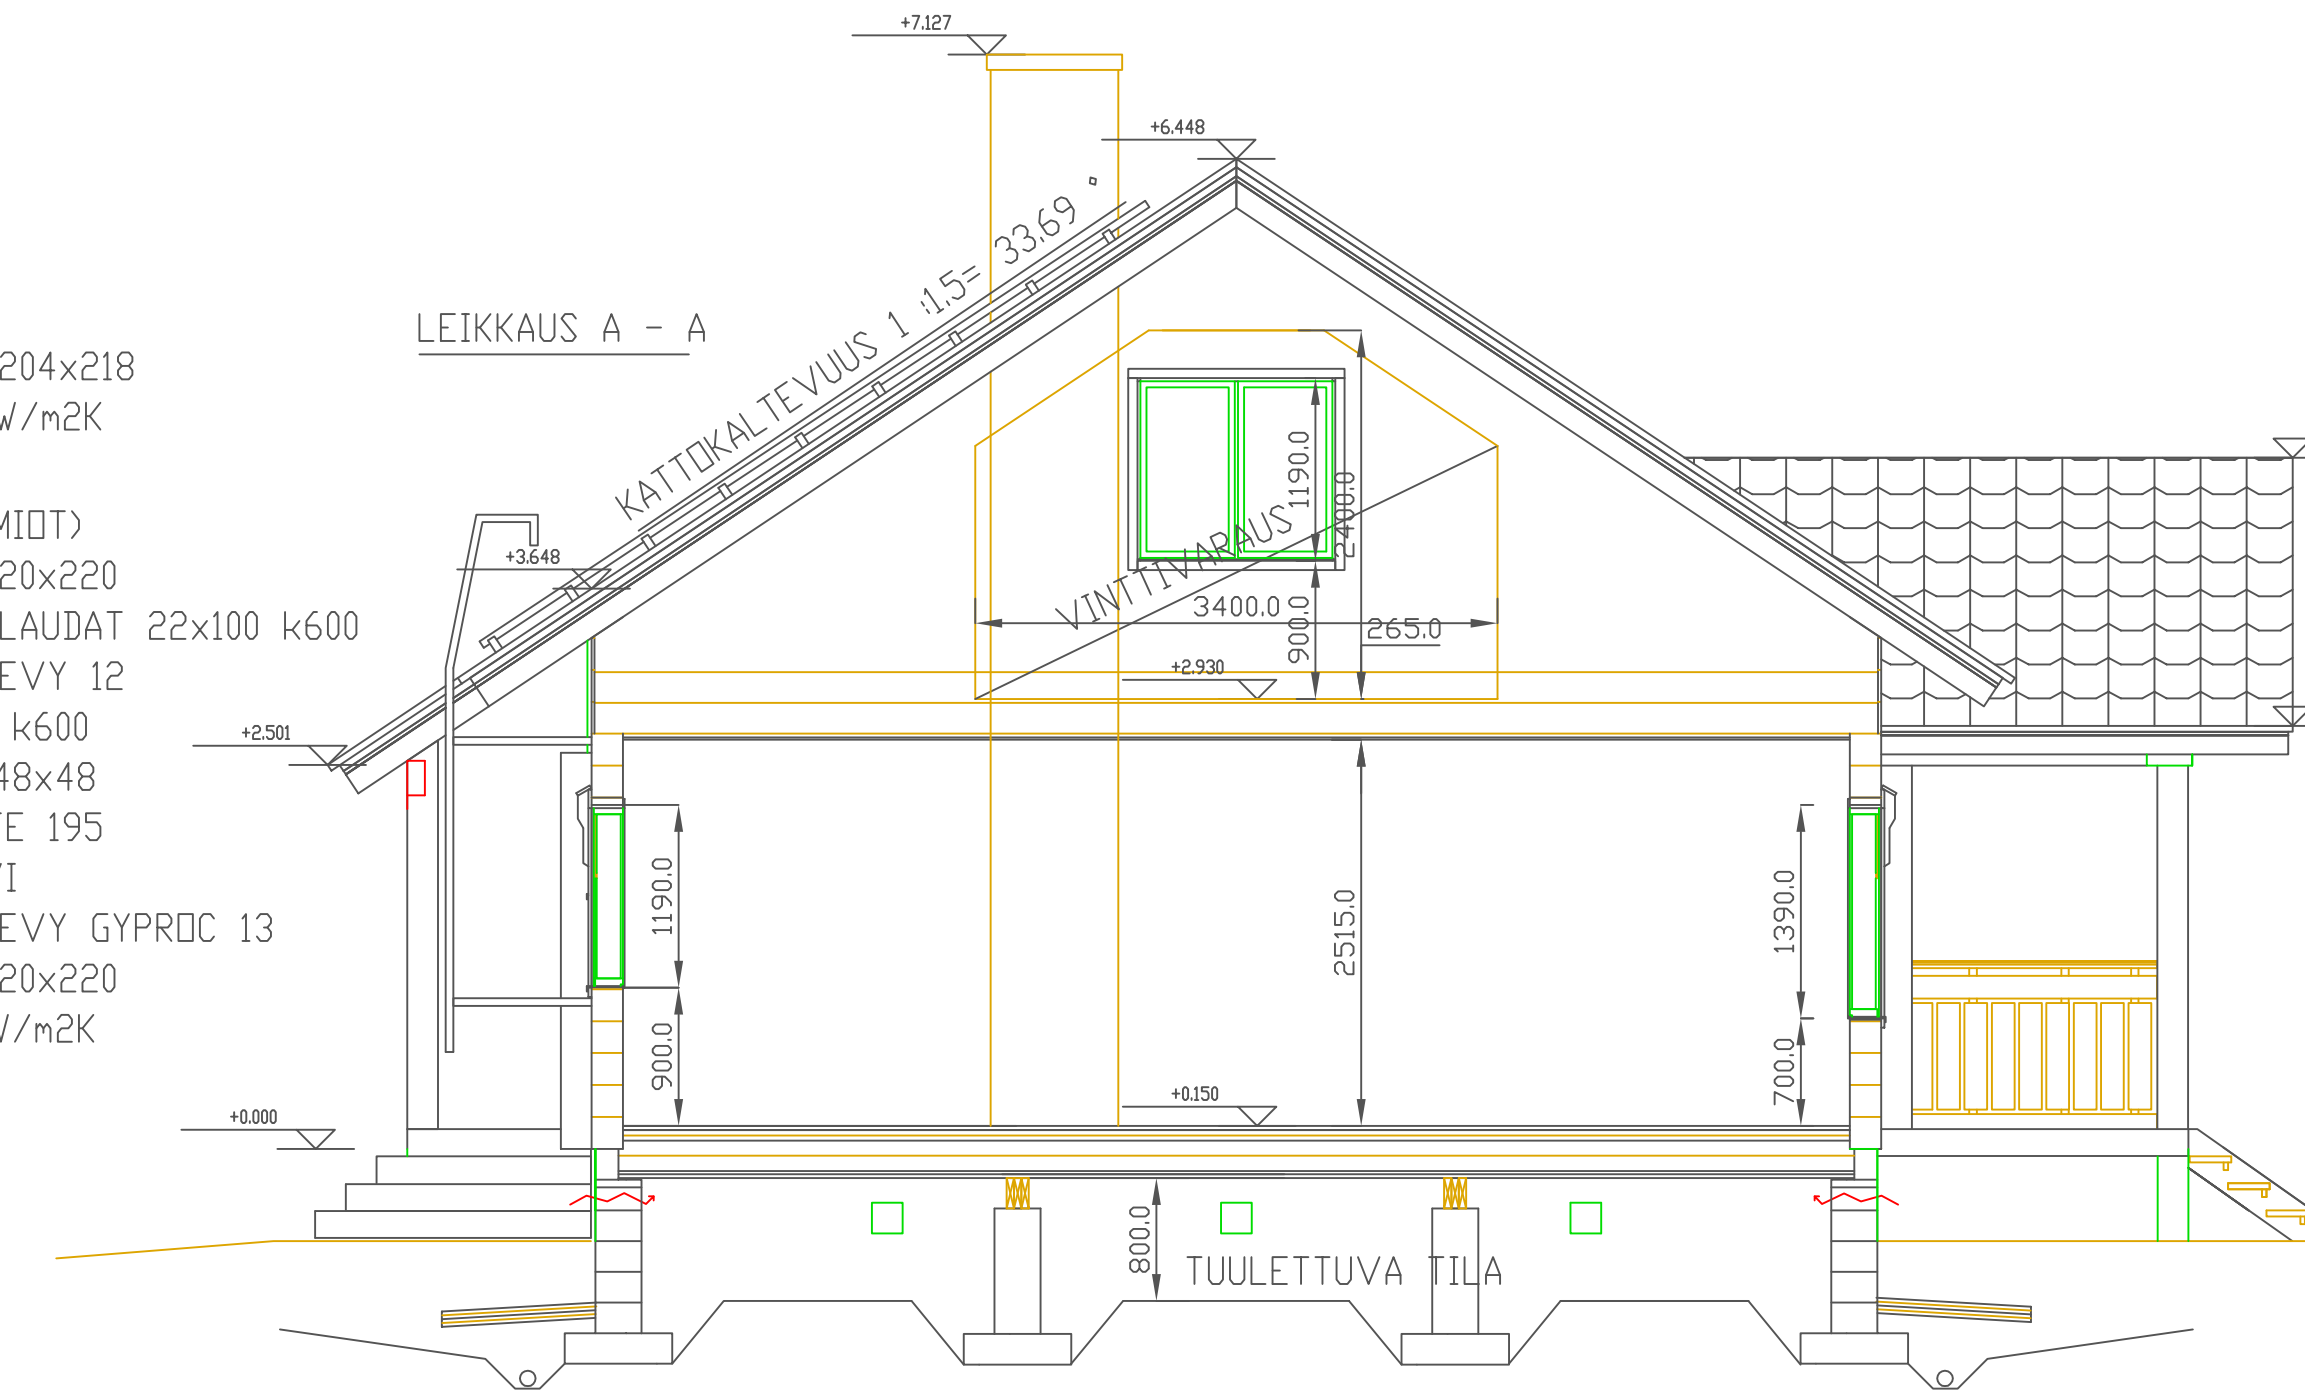 +7.127
+6.448
LEIKKAUS A - A
KATTOKALTEVUUS 1 :1.5= 33.69 °
204x218
W/m2K
MIOT)
20x220
LAUDAT 22x100 k600
EVY 12
k600
48x48
TE 195
VI
EVY GYPROC 13
20x220
W/m2K
+3.648
+2.501
+0.000
1190.0
2400.0
VINTTIVARAUS
3400.0
900.0
265.0
+2.930
1190.0
900.0
2515.0
1390.0
700.0
+0.150
800.0
TUULETTUVA TILA